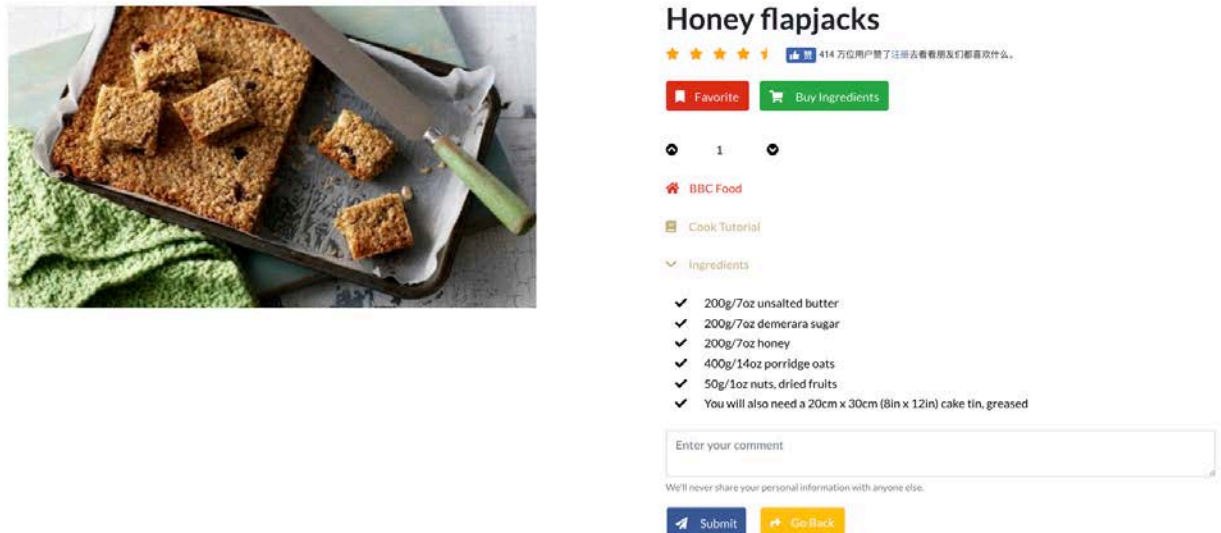 Honey flapjacks
赞 414 万位用户赞了注册去看看朋友们都喜欢什么。
Favorite Buy Ingredients
1
BBC Food
Cook Tutorial
Ingredients
200g/7oz unsalted butter
200g/7oz demerara sugar
200g/7oz honey
400g/14oz porridge oats
50g/1oz nuts, dried fruits
You will also need a 20cm x 30cm (8in x 12in) cake tin, greased
Enter your comment
We'll never share your personal information with anyone else.
Submit Go Back